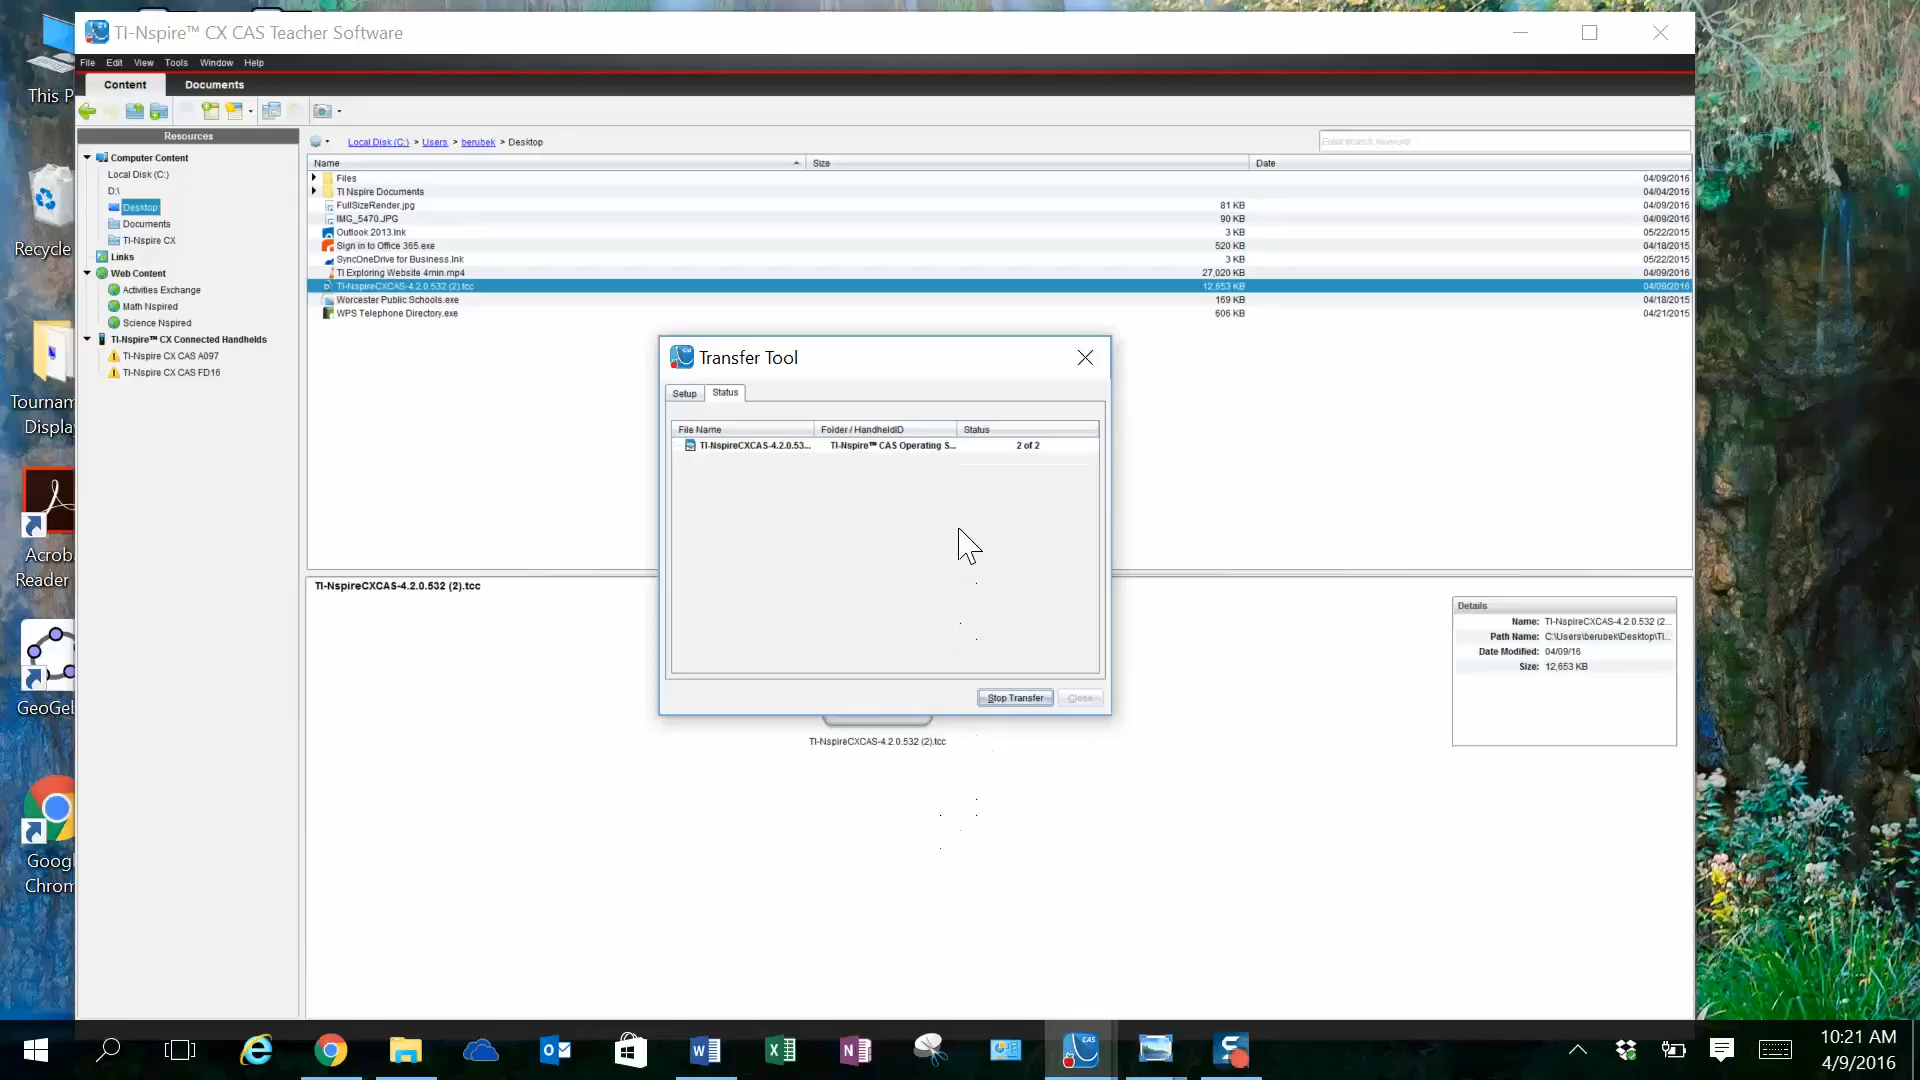 TI-Nspire™ CX CAS Teacher Software
File Edit View Tools Window Help
Content Documents
Resources
Computer Content
Local Disk (C:)
D:\
Desktop
Documents
TI-Nspire CX
Links
Web Content
Activities Exchange
Math Nspired
Science Nspired
TI-Nspire™ CX Connected Handhelds
TI-Nspire CX CAS A097
TI-Nspire CX CAS FD16
Local Disk (C:) > Users > berubek > Desktop
Enter search keyword
Name Size Date
Files 04/09/2016
TI Nspire Documents 04/04/2016
FullSizeRender.jpg 81 KB 04/09/2016
IMG_5470.JPG 90 KB 04/09/2016
Outlook 2013.lnk 3 KB 05/22/2015
Sign in to Office 365.exe 520 KB 04/18/2015
SyncOneDrive for Business.lnk 3 KB 05/22/2015
TI Exploring Website 4min.mp4 27,020 KB 04/09/2016
TI-NspireCXCAS-4.2.0.532 (2).tcc 12,653 KB 04/09/2016
Worcester Public Schools.exe 169 KB 04/18/2015
WPS Telephone Directory.exe 606 KB 04/21/2015
Transfer Tool
Setup Status
File Name Folder / HandheldID Status
TI-NspireCXCAS-4.2.0.53... TI-Nspire™ CAS Operating S... 2 of 2
Stop Transfer Close
TI-NspireCXCAS-4.2.0.532 (2).tcc
TI-NspireCXCAS-4.2.0.532 (2).tcc
Details
Name: TI-NspireCXCAS-4.2.0.532 (2...
Path Name: C:\Users\berubek\Desktop\TI...
Date Modified: 04/09/16
Size: 12,653 KB
This P
Recycle
Tournam
Display
Acrob
Reader
GeoGeb
Goog
Chrom
CAS
10:21 AM
4/9/2016